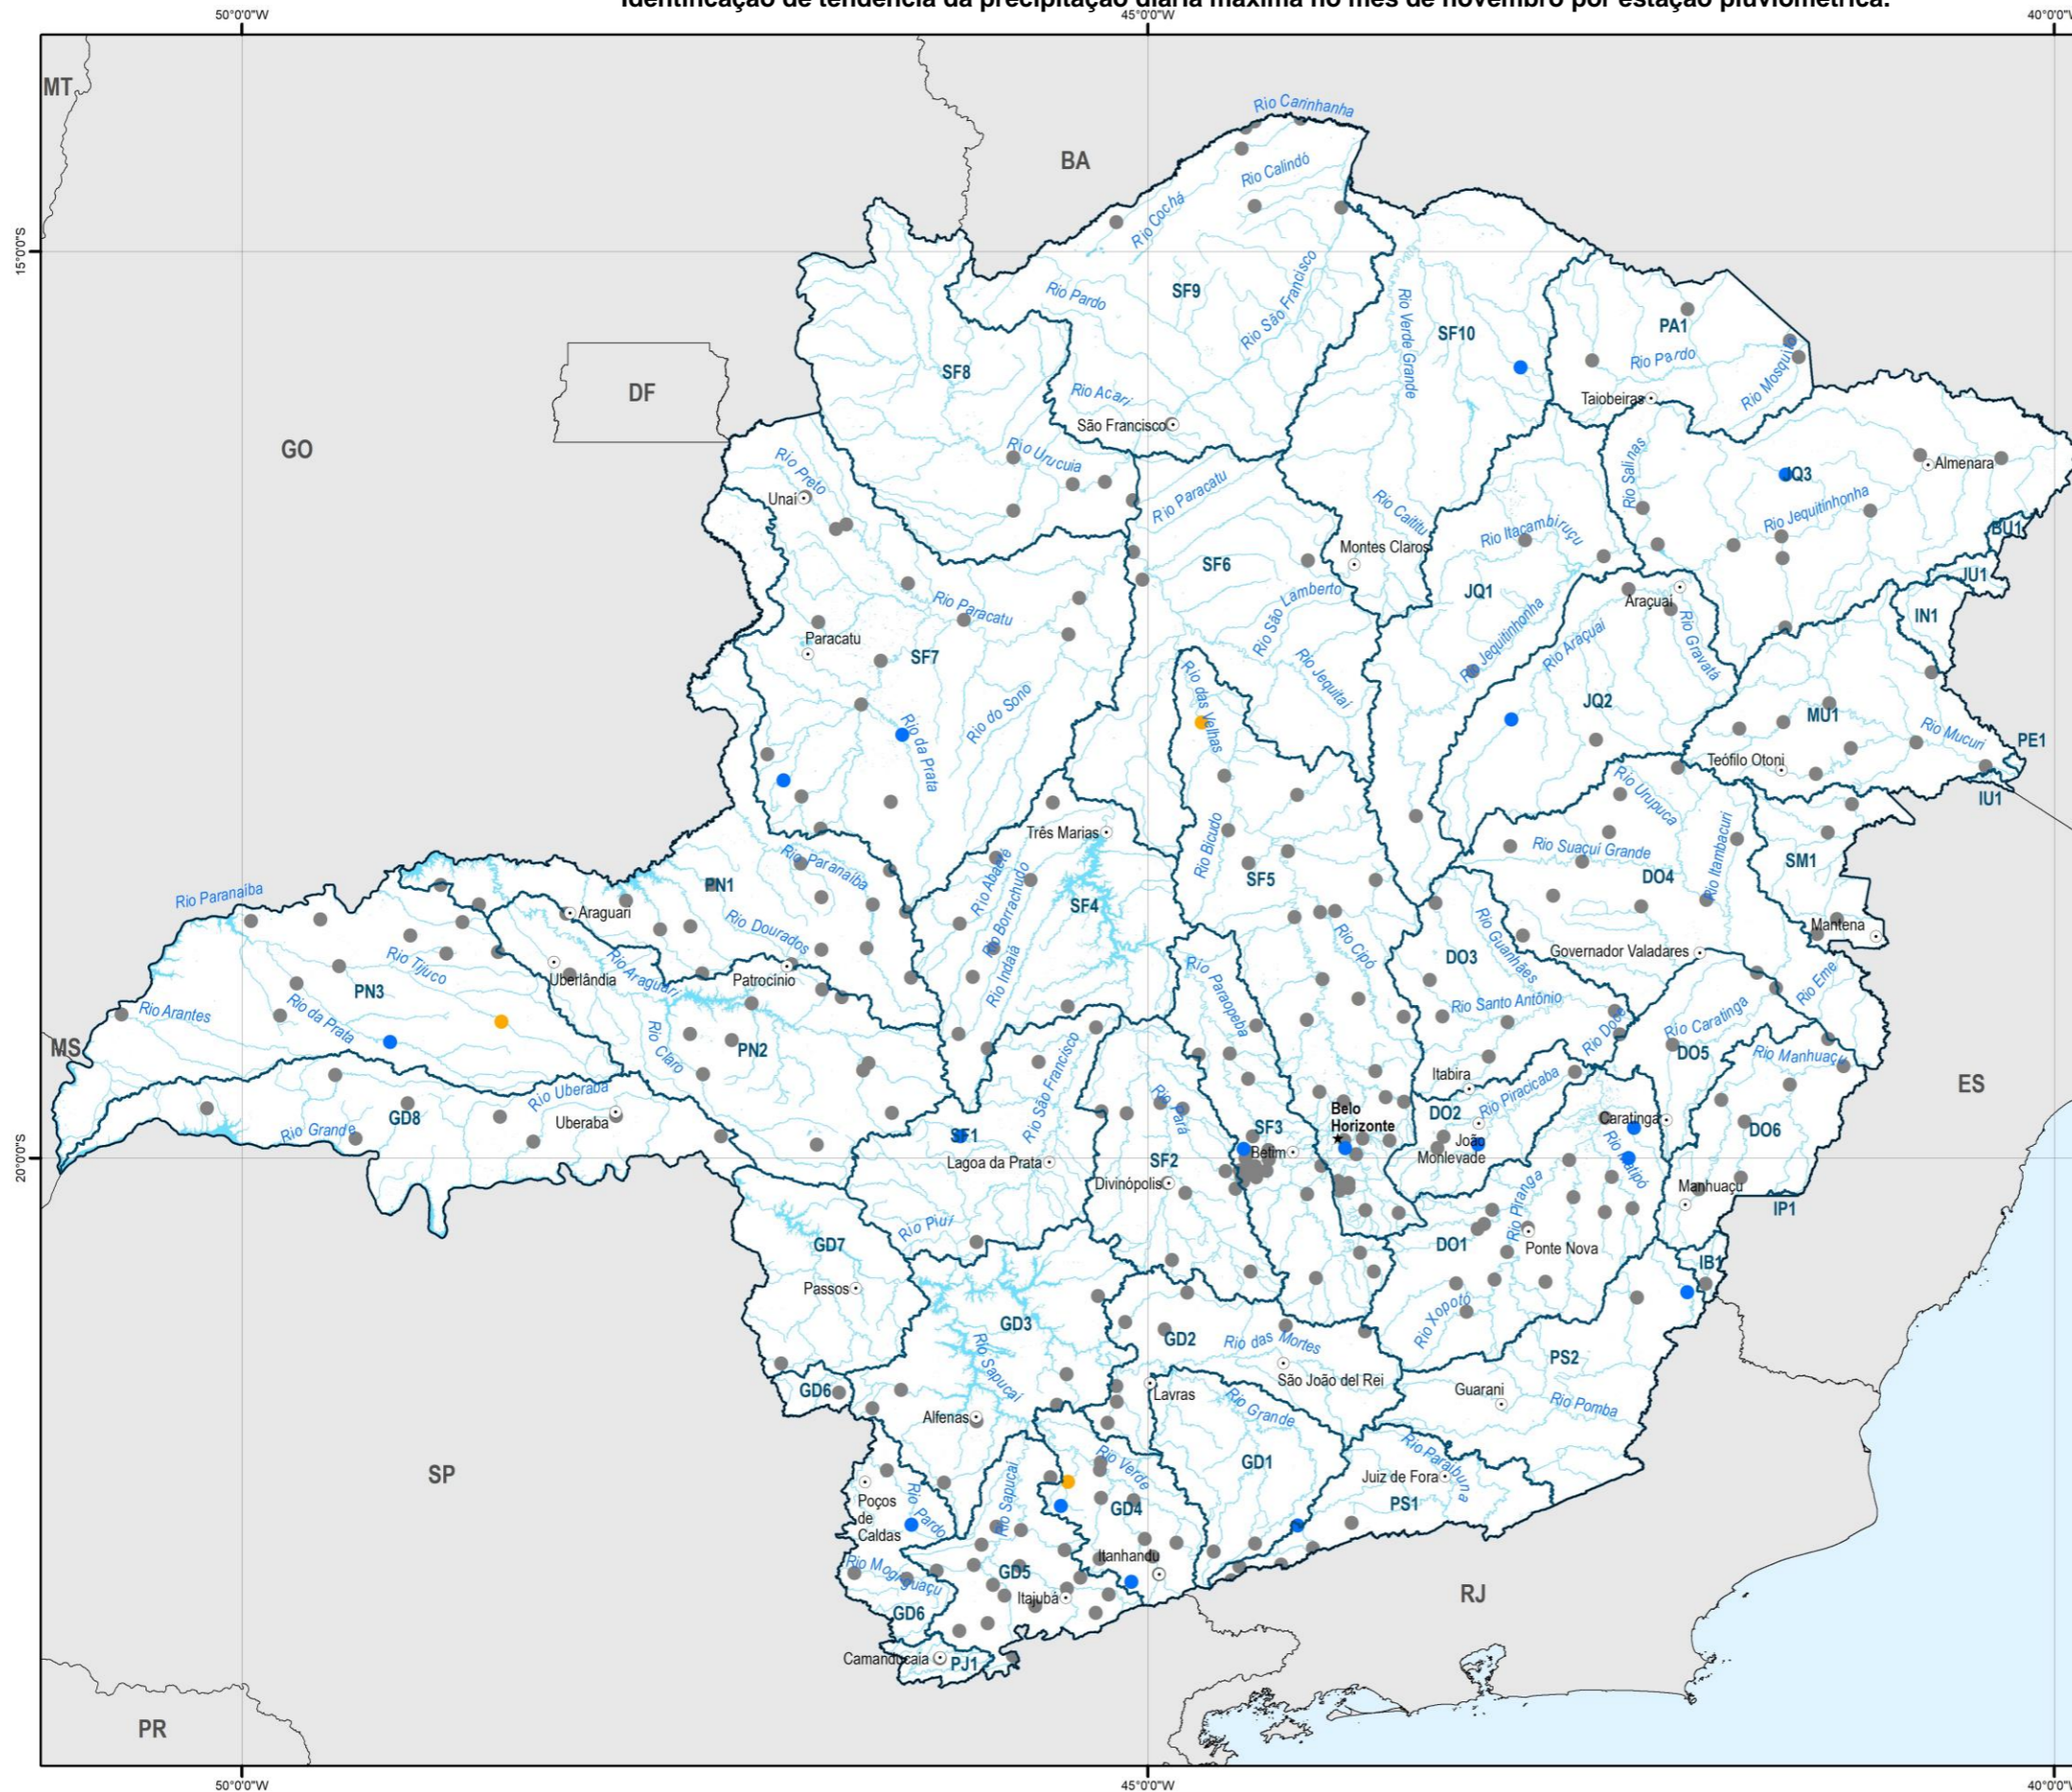 Identificação de tendência da precipitação diária máxima no mês de novembro por estação pluviométrica.
50°0'0"W
45°0'0"W
40°0'0"W
MT
Rio Carinhanha
BA
Rio Calindó
Rio Cochá
15°0'0"S
Rio Pardo
SF9
Rio São Francisco
Rio Verde Grande
SF10
PA1
Rio Pardo
Rio Mosquito
DF
SF8
Rio Acari
São Francisco
Taiobeiras
GO
Rio Preto
Rio Urucuia
Rio Paracatu
Rio Salinas
Almenara
JQ3
Unaí
Rio Caititu
Rio Jequitinhonha
Rio Itacambiruçu
BU1
Montes Claros
SF6
JU1
Rio São Lamberto
JQ1
Araçuaí
IN1
Rio Paracatu
Rio Jequitinhonha
Rio Araçuaí
Rio Gravatá
Paracatu
SF7
Rio Jequitaí
Rio das Velhas
JQ2
Rio do Sono
Rio da Prata
MU1
Rio Mucuri
PE1
Teófilo Otoni
IU1
Rio Urupuca
Três Marias
Rio Bicudo
Rio Suaçuí Grande
Rio Itambacuri
SM1
Rio Paranaíba
Rio Abaeté
SF5
DO4
Rio Paranaíba
PN1
Rio Borrachudo
SF4
Araguari
Rio Dourados
Rio Cipó
Rio Guanhães
Mantena
Governador Valadares
DO3
Rio Tijuco
Uberlândia
Rio Araguari
Patrocínio
Rio Indaiá
Rio Paraopeba
Rio Eme
PN3
Rio Arantes
Rio da Prata
Rio Santo Antônio
Rio Doce
Rio Caratinga
MS
Rio Claro
PN2
Rio São Francisco
DO5
Rio Manhuaçu
ES
Itabira
Rio Piracicaba
Rio Uberaba
Rio Pará
Belo
Horizonte
DO2
Caratinga
GD8
Uberaba
Rio Grande
SF1
SF3
João
Monlevade
DO6
20°0'0"S
Lagoa da Prata
SF2
Betim
Rio Matipó
Divinópolis
Manhuaçu
IP1
Rio Piuí
Rio Piranga
GD7
DO1
Ponte Nova
IB1
Passos
Rio Xopotó
GD3
GD2
Rio das Mortes
Rio Sapucaí
PS2
GD6
São João del Rei
Lavras
Guarani
Alfenas
Rio Grande
Rio Pomba
SP
Rio Verde
GD1
Rio Paraibuna
Juiz de Fora
Poços
de
Caldas
Rio Pardo
Rio Sapucaí
GD4
PS1
Itanhandu
Rio Mogi-guaçu
GD5
Itajubá
GD6
RJ
Camanducaia
PJ1
PR
50°0'0"W
45°0'0"W
40°0'0"W